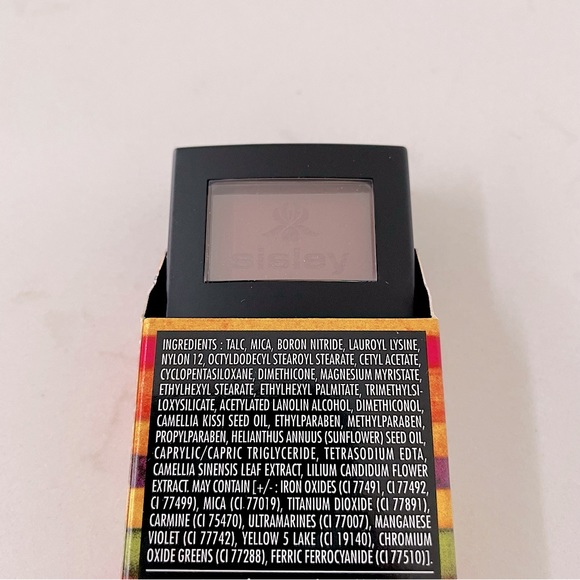 sisley
INGREDIENTS : TALC, MICA, BORON NITRIDE, LAUROYL LYSINE,
NYLON 12, OCTYLDODECYL STEAROYL STEARATE, CETYL ACETATE,
CYCLOPENTASILOXANE, DIMETHICONE, MAGNESIUM MYRISTATE,
ETHYLHEXYL STEARATE, ETHYLHEXYL PALMITATE, TRIMETHYLSI-
LOXYSILICATE, ACETYLATED LANOLIN ALCOHOL, DIMETHICONOL,
CAMELLIA KISSI SEED OIL, ETHYLPARABEN, METHYLPARABEN,
PROPYLPARABEN, HELIANTHUS ANNUUS (SUNFLOWER) SEED OIL,
CAPRYLIC/CAPRIC TRIGLYCERIDE, TETRASODIUM EDTA,
CAMELLIA SINENSIS LEAF EXTRACT, LILIUM CANDIDUM FLOWER
EXTRACT. MAY CONTAIN [+/- : IRON OXIDES (CI 77491, CI 77492,
CI 77499), MICA (CI 77019), TITANIUM DIOXIDE (CI 77891),
CARMINE (CI 75470), ULTRAMARINES (CI 77007), MANGANESE
VIOLET (CI 77742), YELLOW 5 LAKE (CI 19140), CHROMIUM
OXIDE GREENS (CI 77288), FERRIC FERROCYANIDE (CI 77510)].